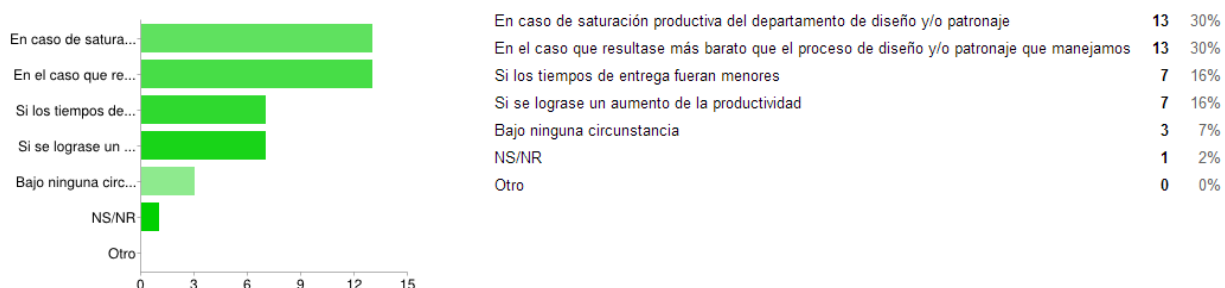 En caso de satura...
En el caso que re...
Si los tiempos de...
Si se lograse un ...
Bajo ninguna circ...
NS/NR
Otro
0 3 6 9 12 15
En caso de saturación productiva del departamento de diseño y/o patronaje 13 30%
En el caso que resultase más barato que el proceso de diseño y/o patronaje que manejamos 13 30%
Si los tiempos de entrega fueran menores 7 16%
Si se lograse un aumento de la productividad 7 16%
Bajo ninguna circunstancia 3 7%
NS/NR 1 2%
Otro 0 0%